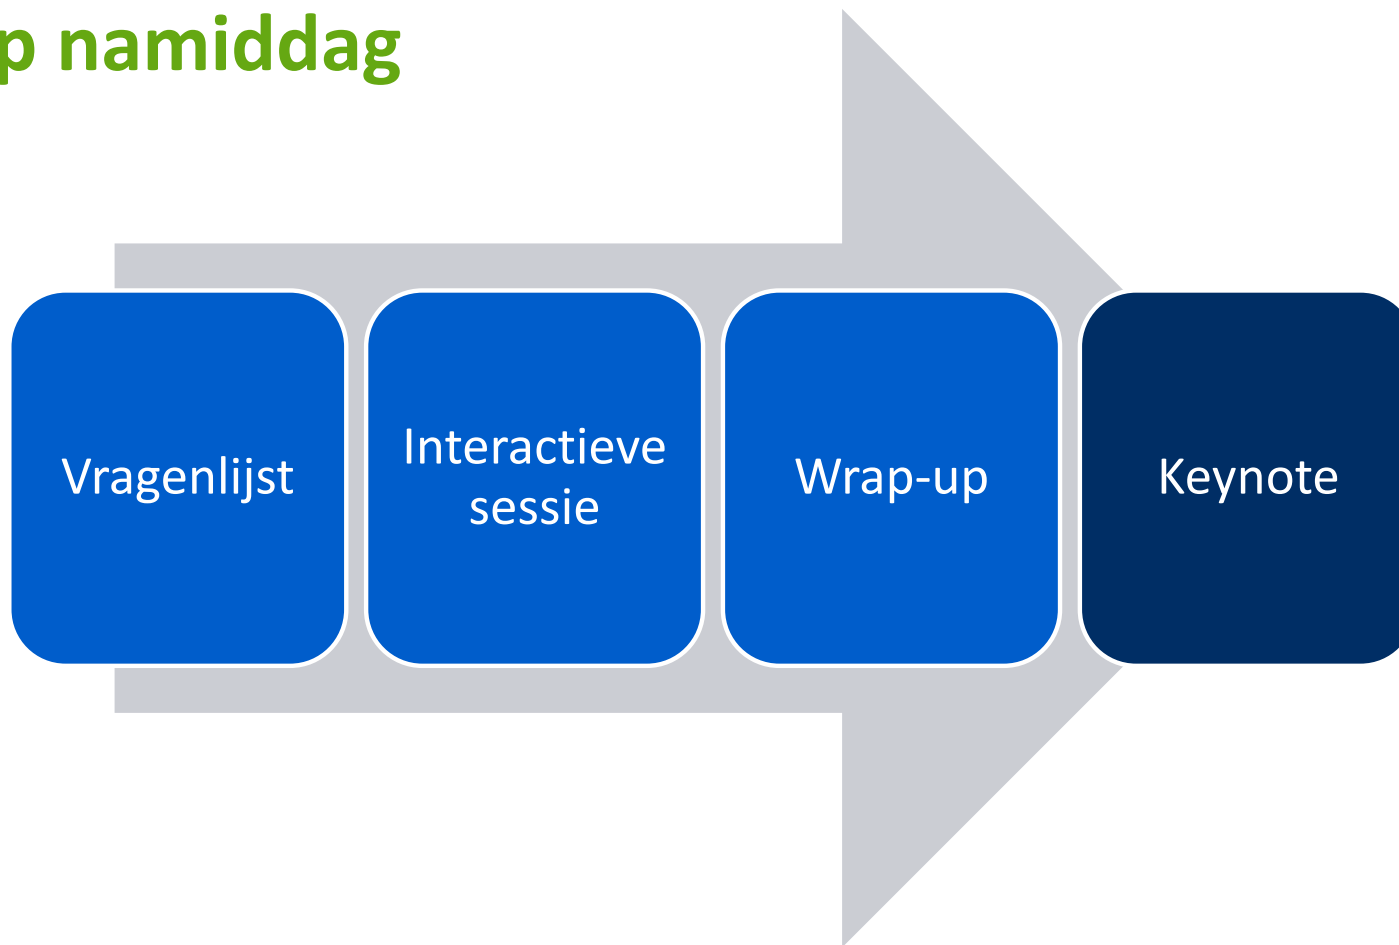 p namiddag
Vragenlijst
Interactieve
sessie
Wrap-up
Keynote